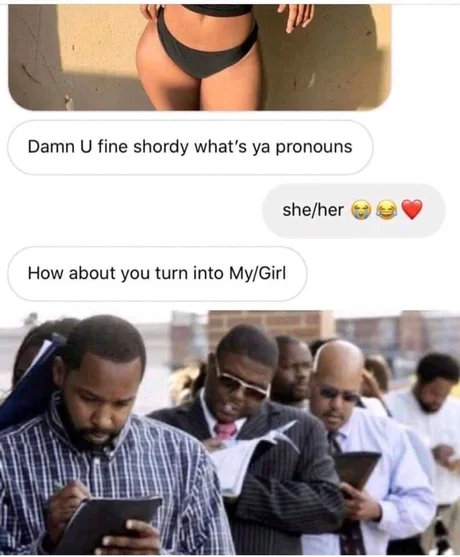 Damn U fine shordy what's ya pronouns
she/her 😭😂❤️
How about you turn into My/Girl